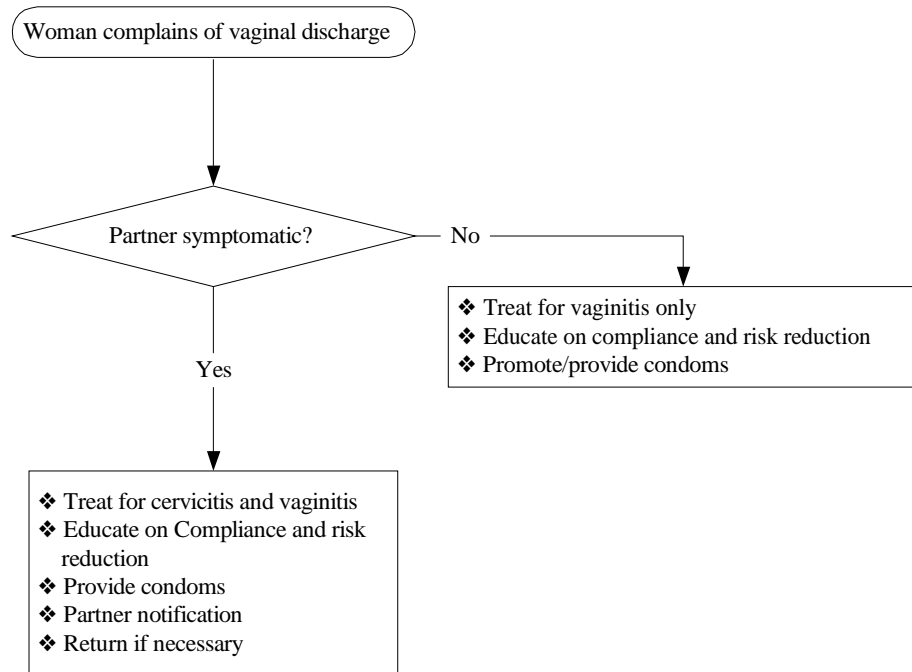 Woman complains of vaginal discharge
Partner symptomatic?
No
❖ Treat for vaginitis only
❖ Educate on compliance and risk reduction
❖ Promote/provide condoms
Yes
❖ Treat for cervicitis and vaginitis
❖ Educate on Compliance and risk
reduction
❖ Provide condoms
❖ Partner notification
❖ Return if necessary